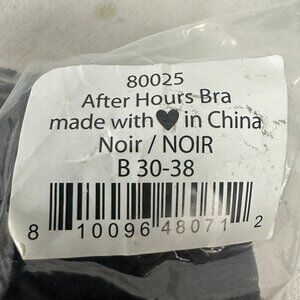 80025
After Hours Bra
made with ♥ in China
Noir / NOIR
B 30-38
8 10096 48071 2